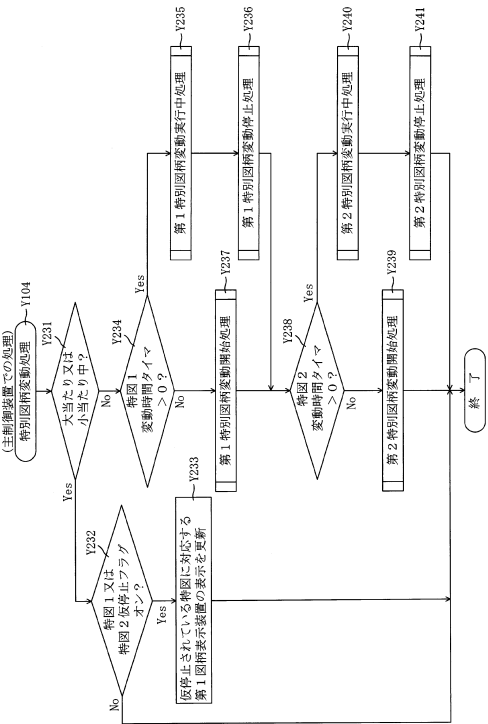 (主制御装置での処理)
特別図柄変動処理
Y104
Y231
大当たり又は
小当たり中?
Yes
No
Y232
特図1又は
特図2仮停止フラグ
オン?
Yes
No
Y233
仮停止されている特図に対応する
第1図柄表示装置の表示を更新
Y234
特図1
変動時間タイマ
>0?
Yes
No
Y235
第1特別図柄変動実行中処理
Y236
第1特別図柄変動停止処理
Y237
第1特別図柄変動開始処理
Y238
特図2
変動時間タイマ
>0?
Yes
No
Y239
第2特別図柄変動開始処理
Y240
第2特別図柄変動実行中処理
Y241
第2特別図柄変動停止処理
終了